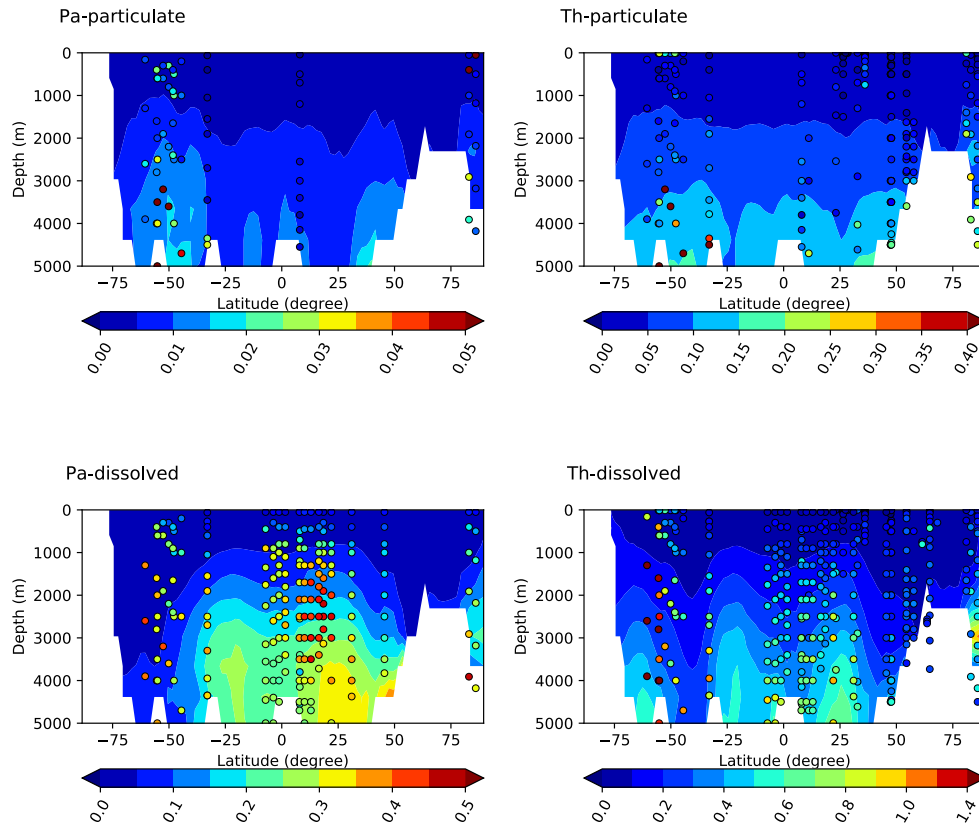 Pa-particulate
0
1000
2000
3000
4000
5000
Depth (m)
−75 −50 −25 0 25 50 75
Latitude (degree)
0.00 0.01 0.02 0.03 0.04 0.05
Th-particulate
0
1000
2000
3000
4000
5000
Depth (m)
−75 −50 −25 0 25 50 75
Latitude (degree)
0.00 0.05 0.10 0.15 0.20 0.25 0.30 0.35 0.40
Pa-dissolved
0
1000
2000
3000
4000
5000
Depth (m)
−75 −50 −25 0 25 50 75
Latitude (degree)
0.0 0.1 0.2 0.3 0.4 0.5
Th-dissolved
0
1000
2000
3000
4000
5000
Depth (m)
−75 −50 −25 0 25 50 75
Latitude (degree)
0.0 0.2 0.4 0.6 0.8 1.0 1.4